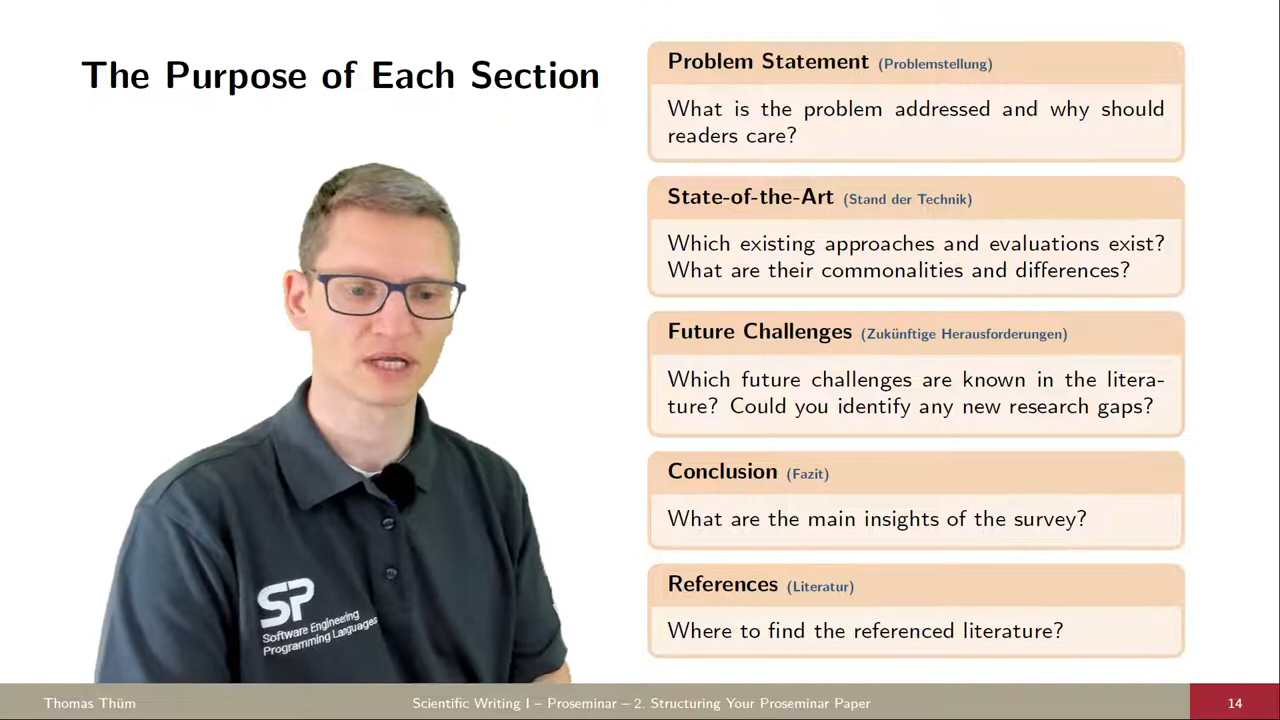 The Purpose of Each Section
Problem Statement (Problemstellung)
What is the problem addressed and why should
readers care?
State-of-the-Art (Stand der Technik)
Which existing approaches and evaluations exist?
What are their commonalities and differences?
Future Challenges (Zukünftige Herausforderungen)
Which future challenges are known in the litera-
ture? Could you identify any new research gaps?
Conclusion (Fazit)
What are the main insights of the survey?
References (Literatur)
Where to find the referenced literature?
SP
Software Engineering
Programming Languages
Thomas Thüm
Scientific Writing I – Proseminar – 2. Structuring Your Proseminar Paper
14